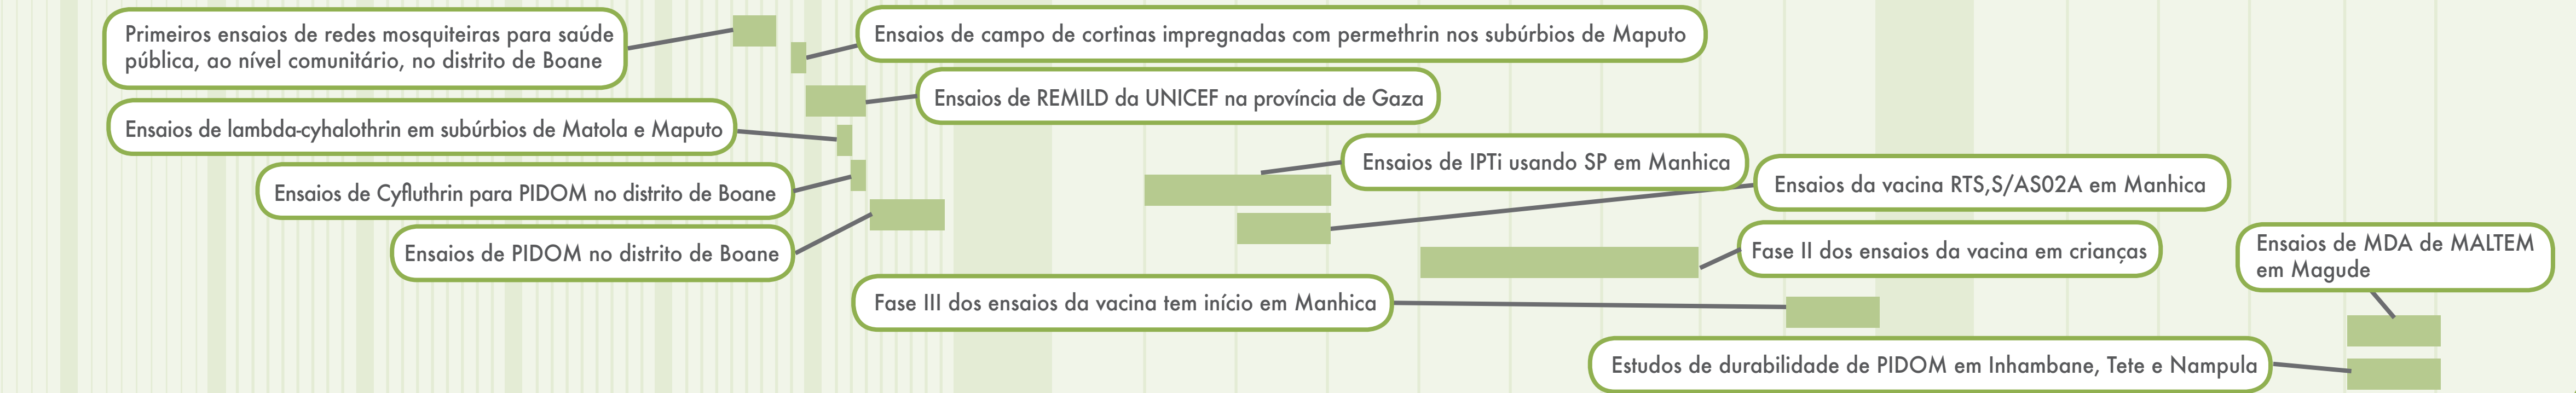 Primeiros ensaios de redes mosquiteiras para saúde
pública, ao nível comunitário, no distrito de Boane
Ensaios de campo de cortinas impregnadas com permethrin nos subúrbios de Maputo
Ensaios de REMILD da UNICEF na província de Gaza
Ensaios de lambda-cyhalothrin em subúrbios de Matola e Maputo
Ensaios de IPTi usando SP em Manhica
Ensaios da vacina RTS,S/AS02A em Manhica
Ensaios de Cyfluthrin para PIDOM no distrito de Boane
Ensaios de PIDOM no distrito de Boane
Fase II dos ensaios da vacina em crianças
Ensaios de MDA de MALTEM
em Magude
Fase III dos ensaios da vacina tem início em Manhica
Estudos de durabilidade de PIDOM em Inhambane, Tete e Nampula